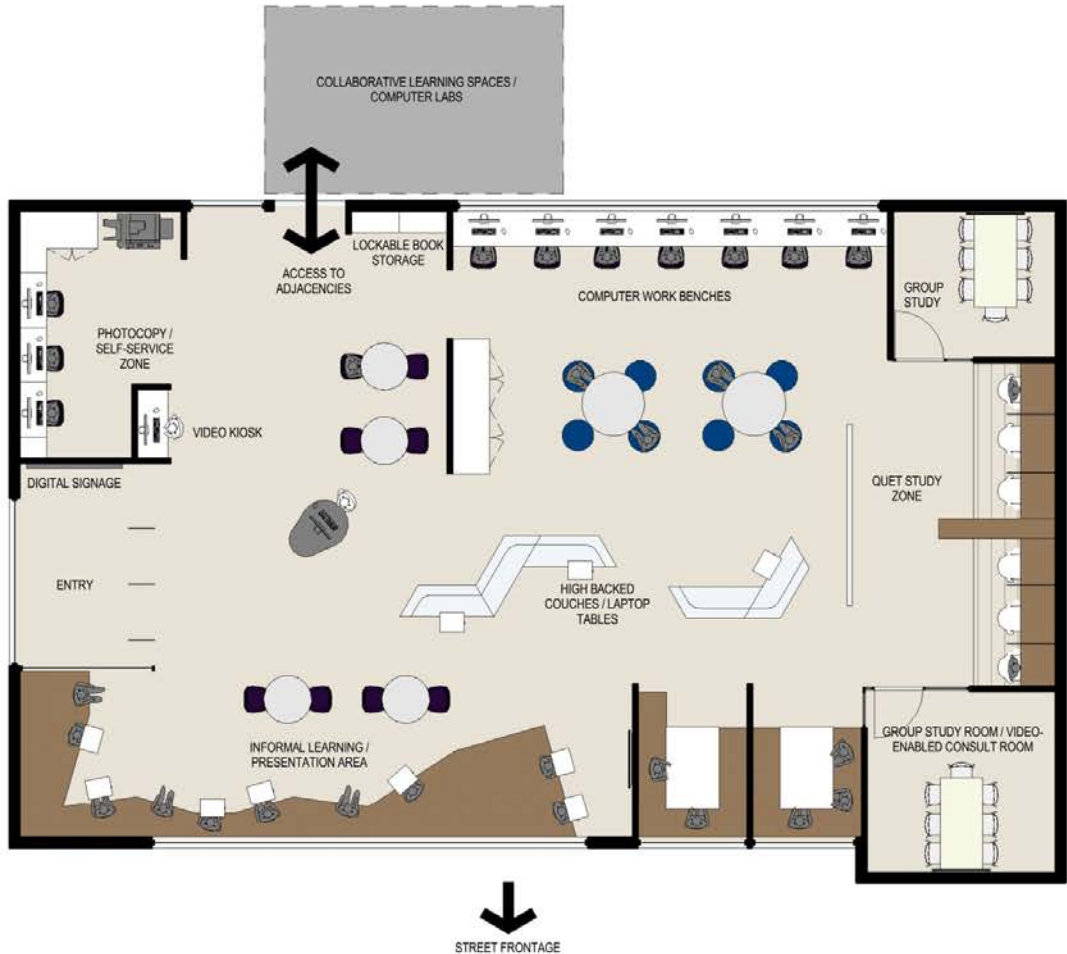 COLLABORATIVE LEARNING SPACES /
COMPUTER LABS
LOCKABLE BOOK
STORAGE
ACCESS TO
ADJACENCIES
COMPUTER WORK BENCHES
GROUP
STUDY
PHOTOCOPY /
SELF-SERVICE
ZONE
VIDEO KIOSK
DIGITAL SIGNAGE
QUET STUDY
ZONE
ENTRY
HIGH BACKED
COUCHES / LAPTOP
TABLES
INFORMAL LEARNING /
PRESENTATION AREA
GROUP STUDY ROOM / VIDEO-
ENABLED CONSULT ROOM
STREET FRONTAGE